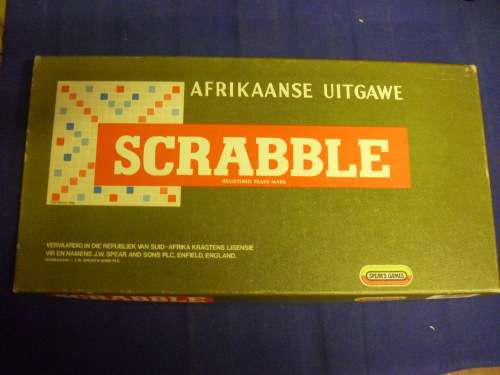 AFRIKAANSE UITGAWE
SCRABBLE
REGISTERED TRADE MARK
VERVAARDIG IN DIE REPUBLIEK VAN SUID-AFRIKA KRAGTENS LISENSIE
VIR EN NAMENS J.W. SPEAR AND SONS PLC, ENFIELD, ENGLAND.
SPEAR'S GAMES
SCRABBLE